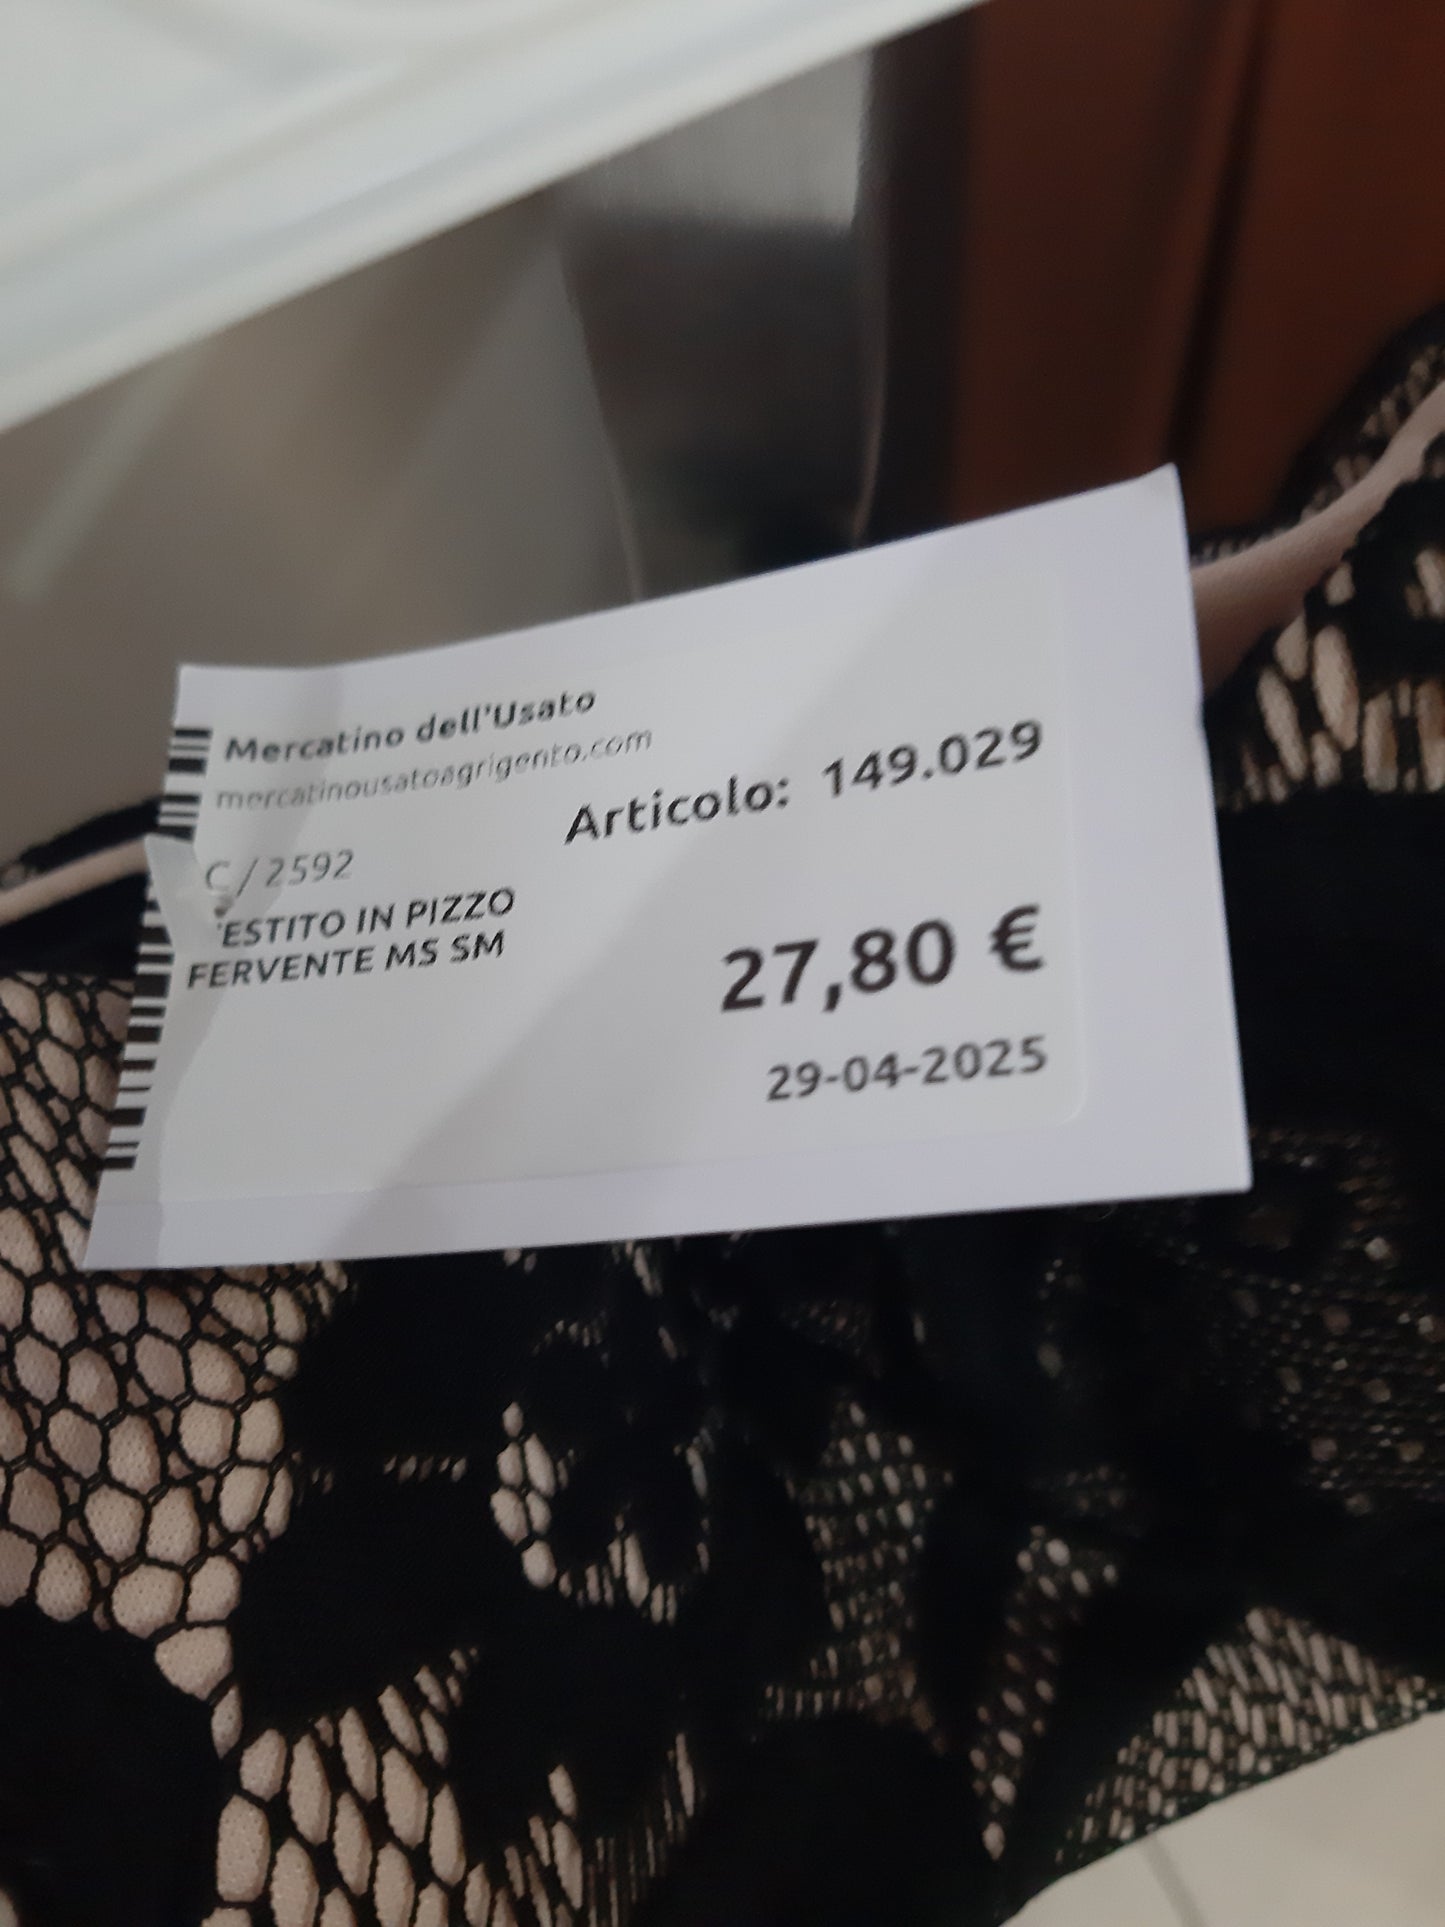 Mercatino dell'Usato
mercatinousatoagrigento.com
Articolo: 149.029
C / 2592
ESTITO IN PIZZO
FERVENTE MS SM
27,80 €
29-04-2025